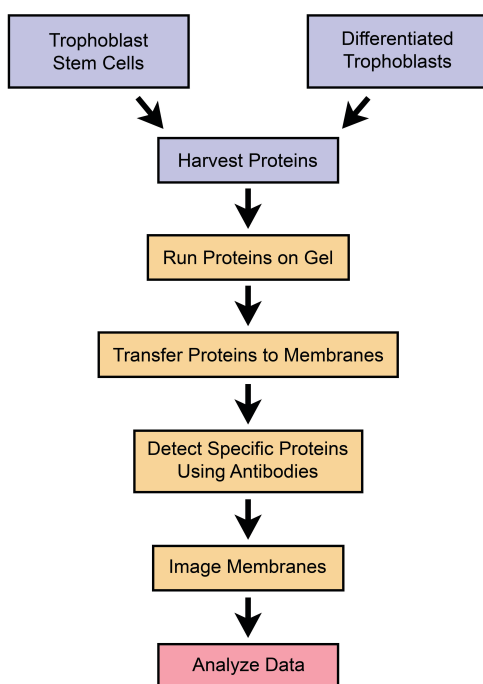 Trophoblast
Stem Cells
Differentiated
Trophoblasts
Harvest Proteins
Run Proteins on Gel
Transfer Proteins to Membranes
Detect Specific Proteins
Using Antibodies
Image Membranes
Analyze Data